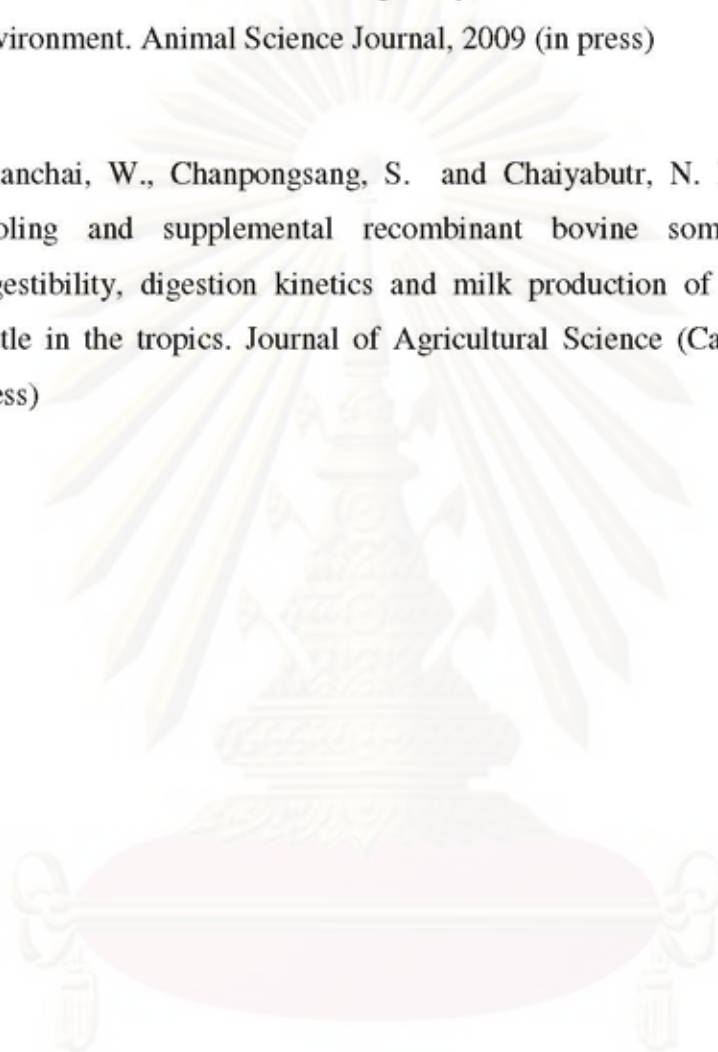 vironment. Animal Science Journal, 2009 (in press)
anchai, W., Chanpongsang, S. and Chaiyabutr, N.
oling and supplemental recombinant bovine som
gestibility, digestion kinetics and milk production of
ttle in the tropics. Journal of Agricultural Science (Ca
ess)